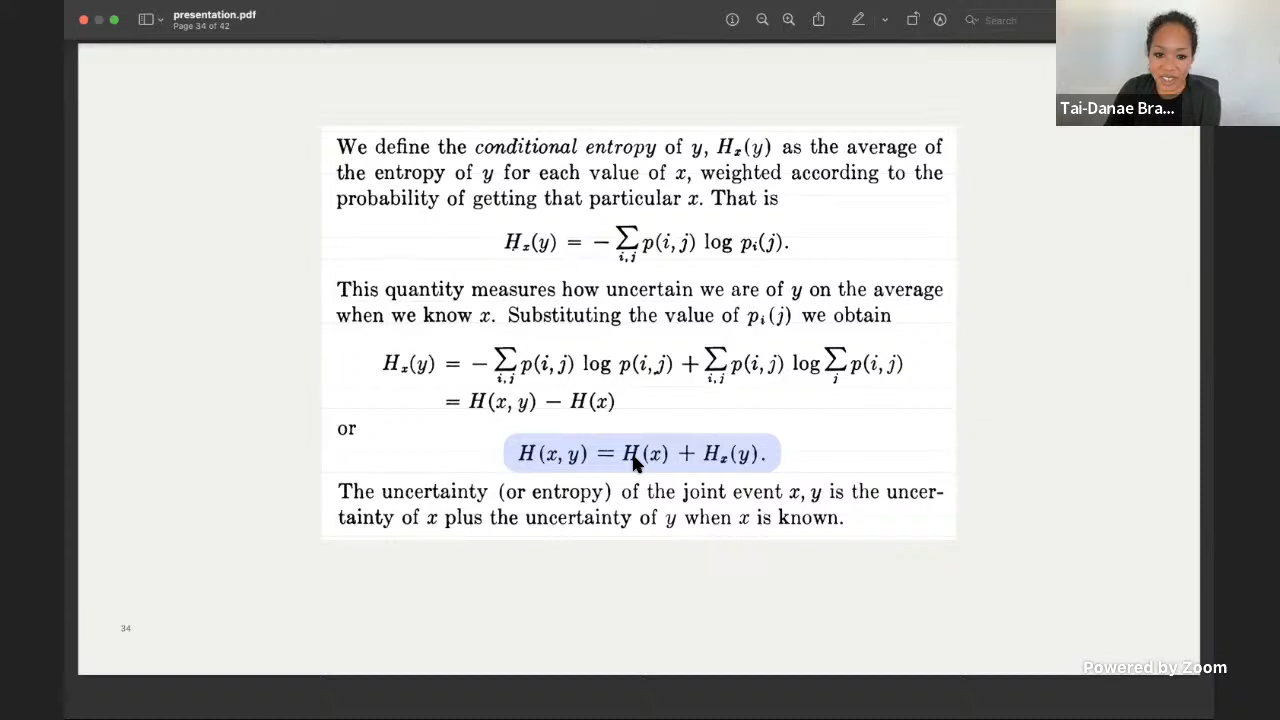 presentation.pdf
Page 34 of 42
Search
Tai-Danae Bra...
We define the conditional entropy of y, Hₓ(y) as the average of
the entropy of y for each value of x, weighted according to the
probability of getting that particular x. That is
Hₓ(y) = − ∑ p(i, j) log pᵢ(j).
i,j
This quantity measures how uncertain we are of y on the average
when we know x. Substituting the value of pᵢ(j) we obtain
Hₓ(y) = − ∑ p(i, j) log p(i,j) + ∑ p(i, j) log ∑ p(i, j)
i,j i,j j
= H(x, y) − H(x)
or
H(x, y) = H(x) + Hₓ(y).
The uncertainty (or entropy) of the joint event x, y is the uncer-
tainty of x plus the uncertainty of y when x is known.
34
Powered by Zoom